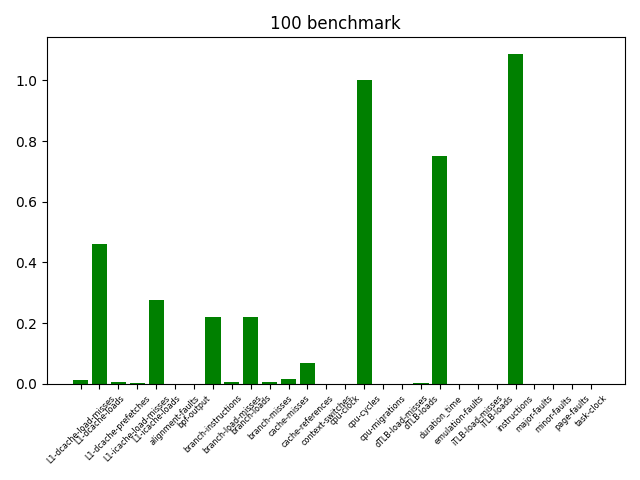 100 benchmark
1.0
0.8
0.6
0.4
0.2
0.0
L1-dcache-load-misses
L1-dcache-loads
L1-dcache-prefetches
L1-icache-load-misses
L1-icache-loads
alignment-faults
bpf-output
branch-instructions
branch-load-misses
branch-loads
branch-misses
cache-misses
cache-references
context-switches
cpu-clock
cpu-cycles
cpu-migrations
dTLB-load-misses
dTLB-loads
duration_time
emulation-faults
iTLB-load-misses
iTLB-loads
instructions
major-faults
minor-faults
page-faults
task-clock